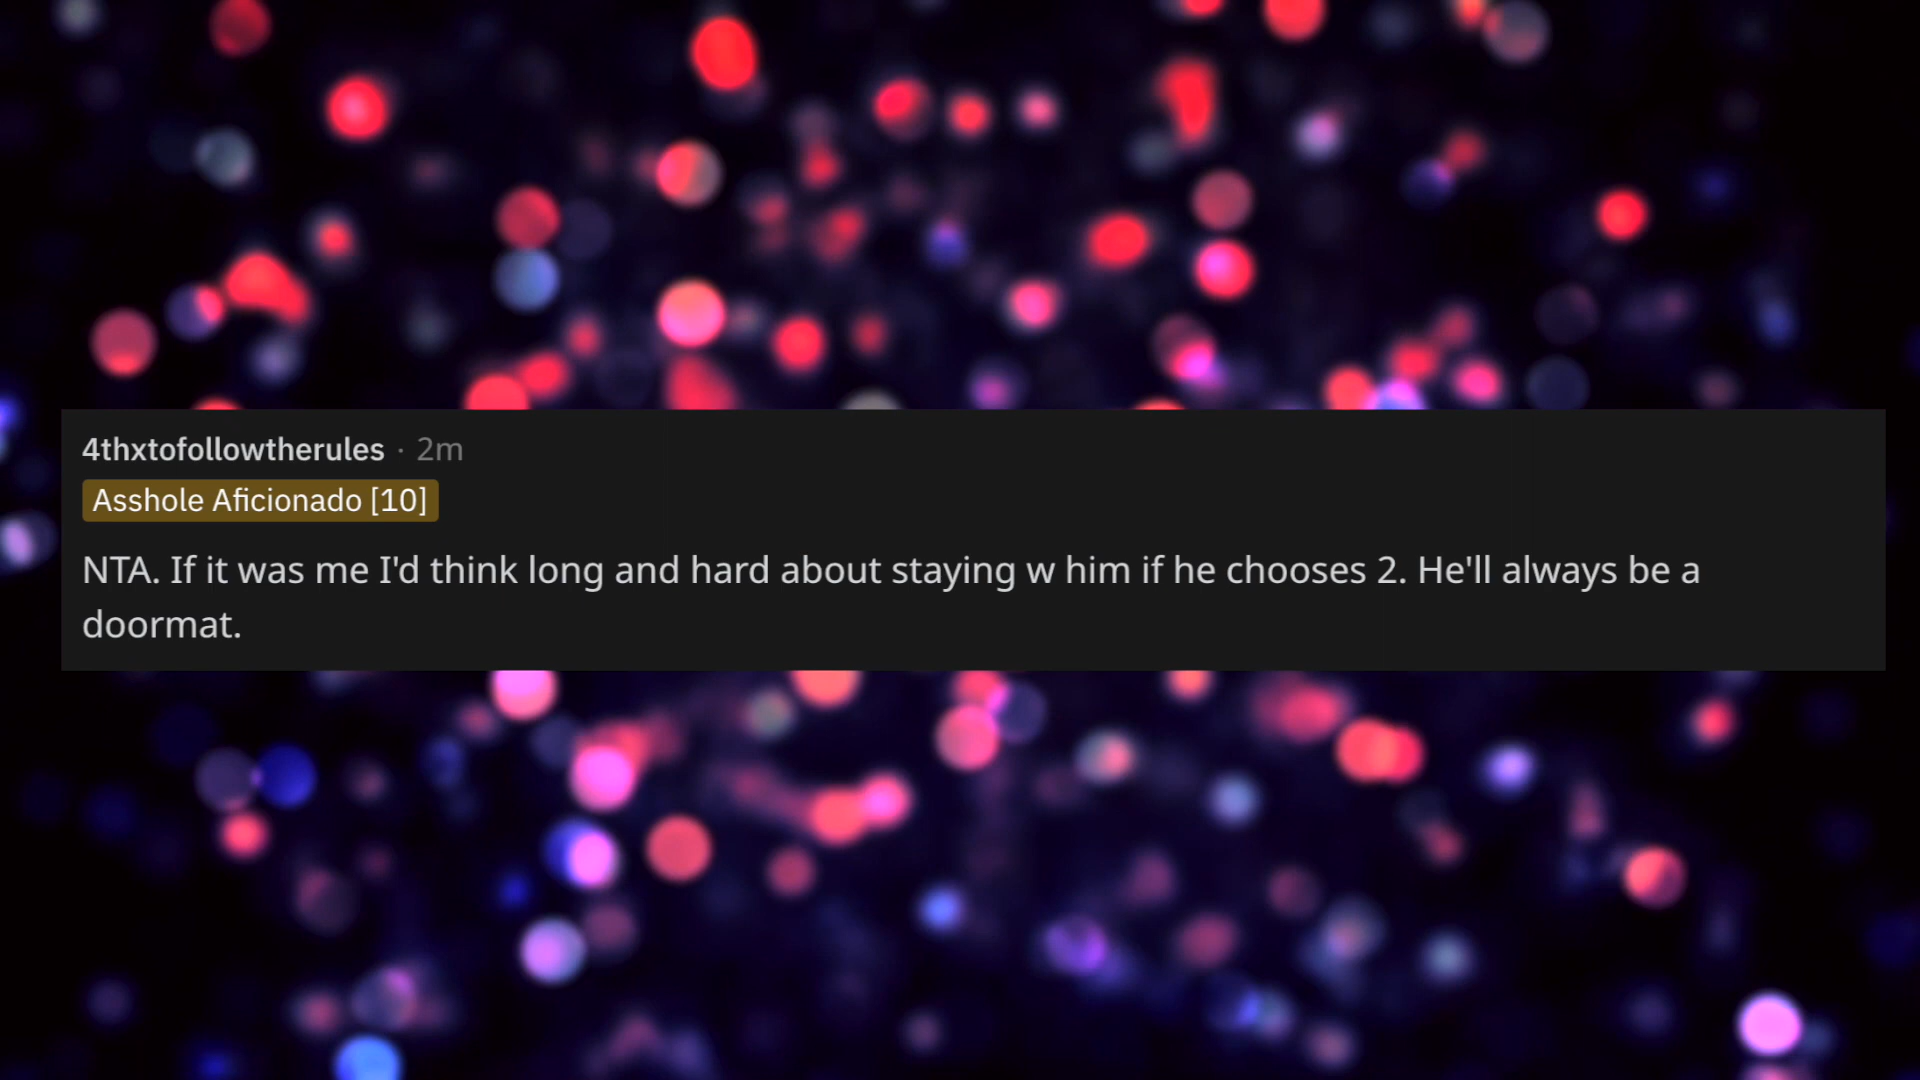 4thxtofollowtherules · 2m
Asshole Aficionado [10]
NTA. If it was me I'd think long and hard about staying w him if he chooses 2. He'll always be a
doormat.